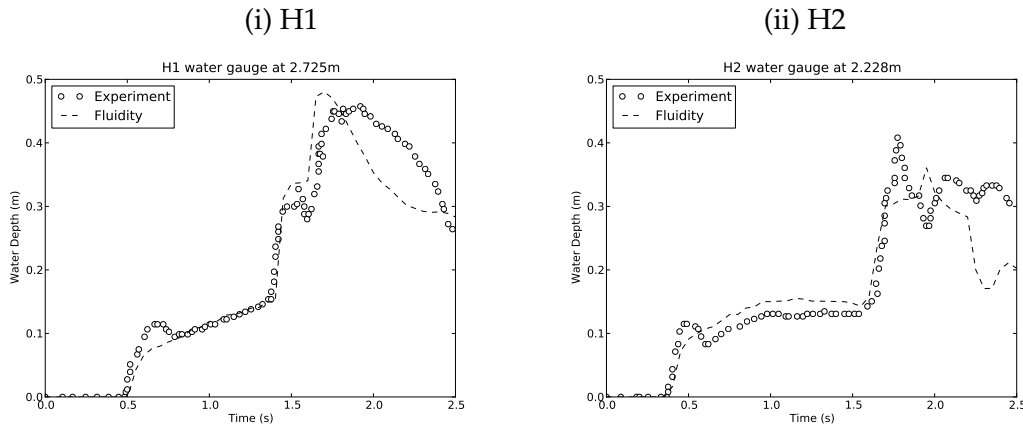 (i) H1
H1 water gauge at 2.725m
Experiment
Fluidity
Water Depth (m)
0.5
0.4
0.3
0.2
0.1
0.0
0.0 0.5 1.0 1.5 2.0 2.5
Time (s)
(ii) H2
H2 water gauge at 2.228m
Experiment
Fluidity
Water Depth (m)
0.5
0.4
0.3
0.2
0.1
0.0
0.0 0.5 1.0 1.5 2.0 2.5
Time (s)